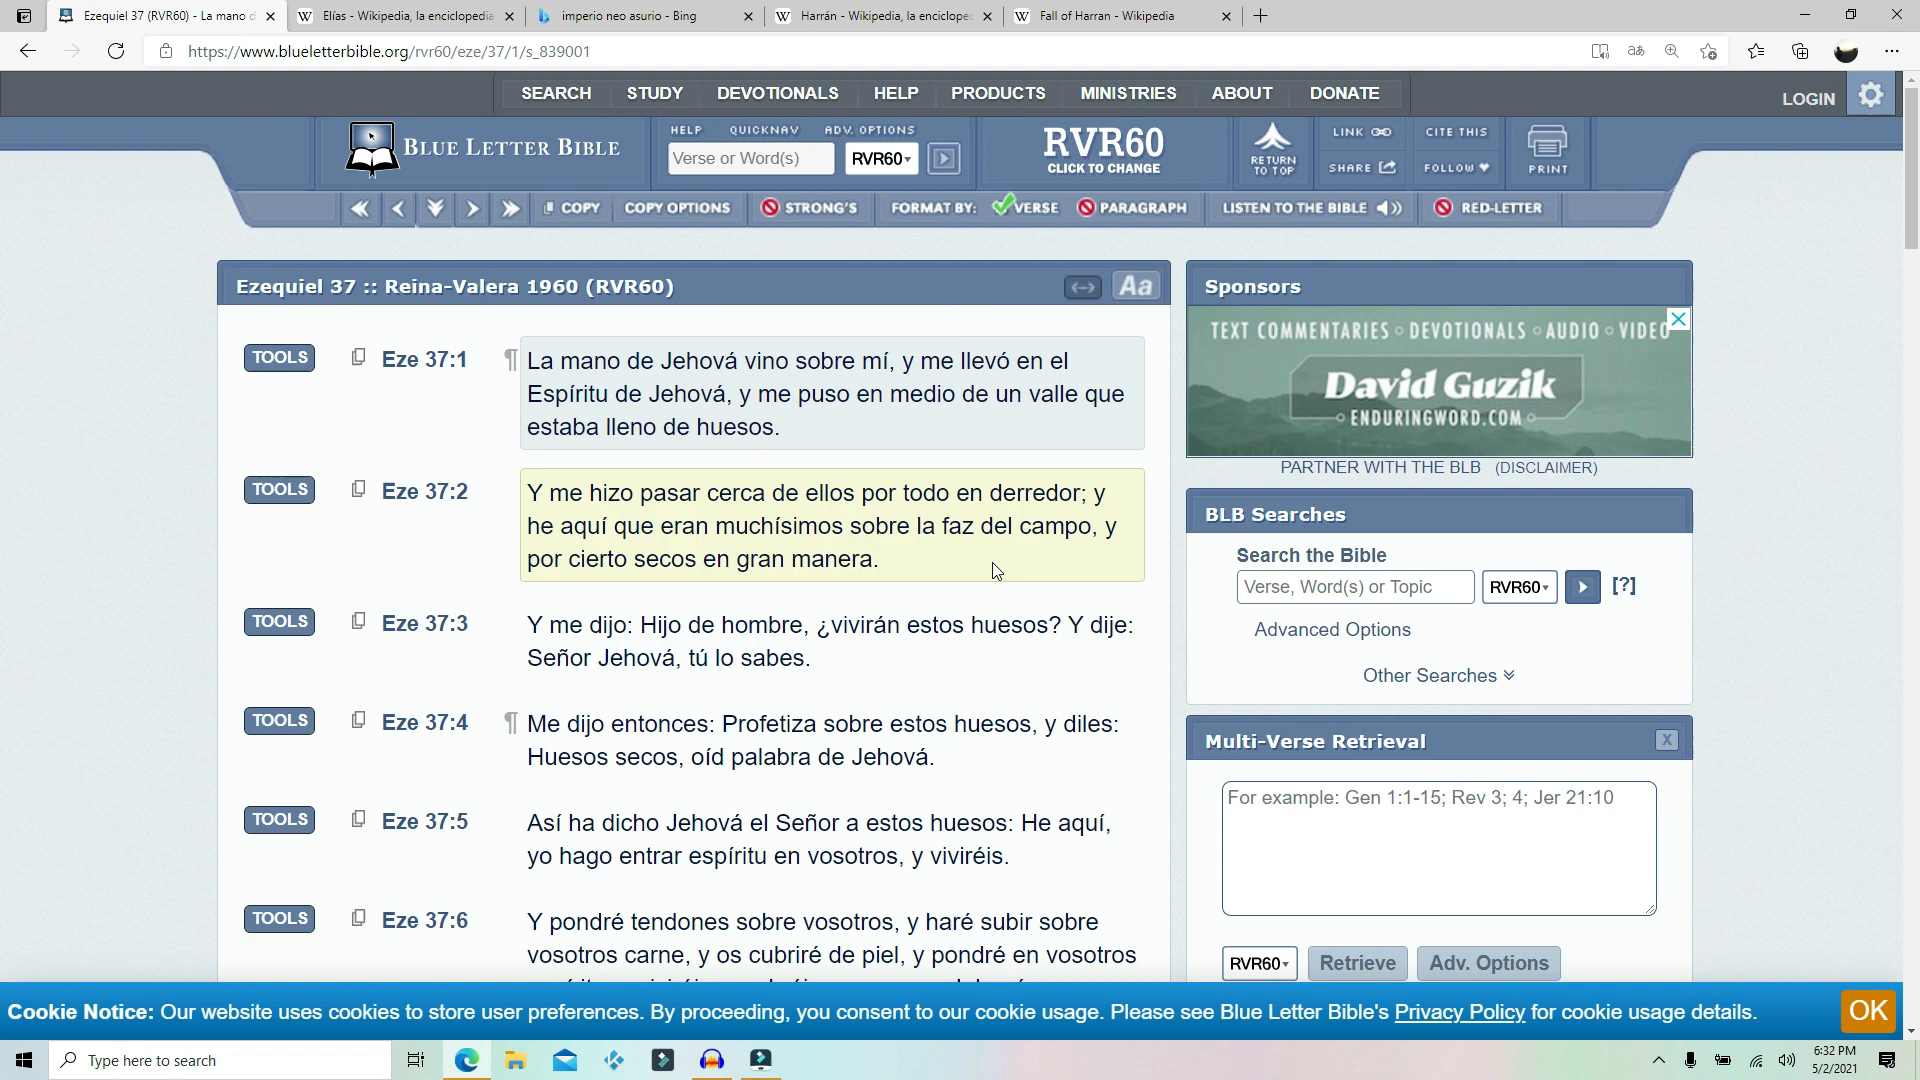 Ezequiel 37 (RVR60) - La mano d
Elías - Wikipedia, la enciclopedia
imperio neo asurio - Bing
Harrán - Wikipedia, la encicloped
Fall of Harran - Wikipedia
https://www.blueletterbible.org/rvr60/eze/37/1/s_839001
SEARCH STUDY DEVOTIONALS HELP PRODUCTS MINISTRIES ABOUT DONATE
LOGIN
BLUE LETTER BIBLE
HELP QUICKNAV ADV. OPTIONS
Verse or Word(s) RVR60
RVR60
CLICK TO CHANGE
RETURN
TO TOP
LINK CITE THIS
SHARE FOLLOW
PRINT
COPY COPY OPTIONS STRONG'S FORMAT BY: VERSE PARAGRAPH LISTEN TO THE BIBLE RED-LETTER
Ezequiel 37 :: Reina-Valera 1960 (RVR60)
Aa
TOOLS Eze 37:1 ¶ La mano de Jehová vino sobre mí, y me llevó en el
Espíritu de Jehová, y me puso en medio de un valle que
estaba lleno de huesos.
TOOLS Eze 37:2 Y me hizo pasar cerca de ellos por todo en derredor; y
he aquí que eran muchísimos sobre la faz del campo, y
por cierto secos en gran manera.
TOOLS Eze 37:3 Y me dijo: Hijo de hombre, ¿vivirán estos huesos? Y dije:
Señor Jehová, tú lo sabes.
TOOLS Eze 37:4 ¶ Me dijo entonces: Profetiza sobre estos huesos, y diles:
Huesos secos, oíd palabra de Jehová.
TOOLS Eze 37:5 Así ha dicho Jehová el Señor a estos huesos: He aquí,
yo hago entrar espíritu en vosotros, y viviréis.
TOOLS Eze 37:6 Y pondré tendones sobre vosotros, y haré subir sobre
vosotros carne, y os cubriré de piel, y pondré en vosotros
Sponsors
TEXT COMMENTARIES ◦ DEVOTIONALS ◦ AUDIO ◦ VIDEO
David Guzik
ENDURINGWORD.COM
PARTNER WITH THE BLB (DISCLAIMER)
BLB Searches
Search the Bible
Verse, Word(s) or Topic RVR60 [?]
Advanced Options
Other Searches
Multi-Verse Retrieval X
For example: Gen 1:1-15; Rev 3; 4; Jer 21:10
RVR60 Retrieve Adv. Options
Cookie Notice: Our website uses cookies to store user preferences. By proceeding, you consent to our cookie usage. Please see Blue Letter Bible's Privacy Policy for cookie usage details. OK
Type here to search
6:32 PM
5/2/2021